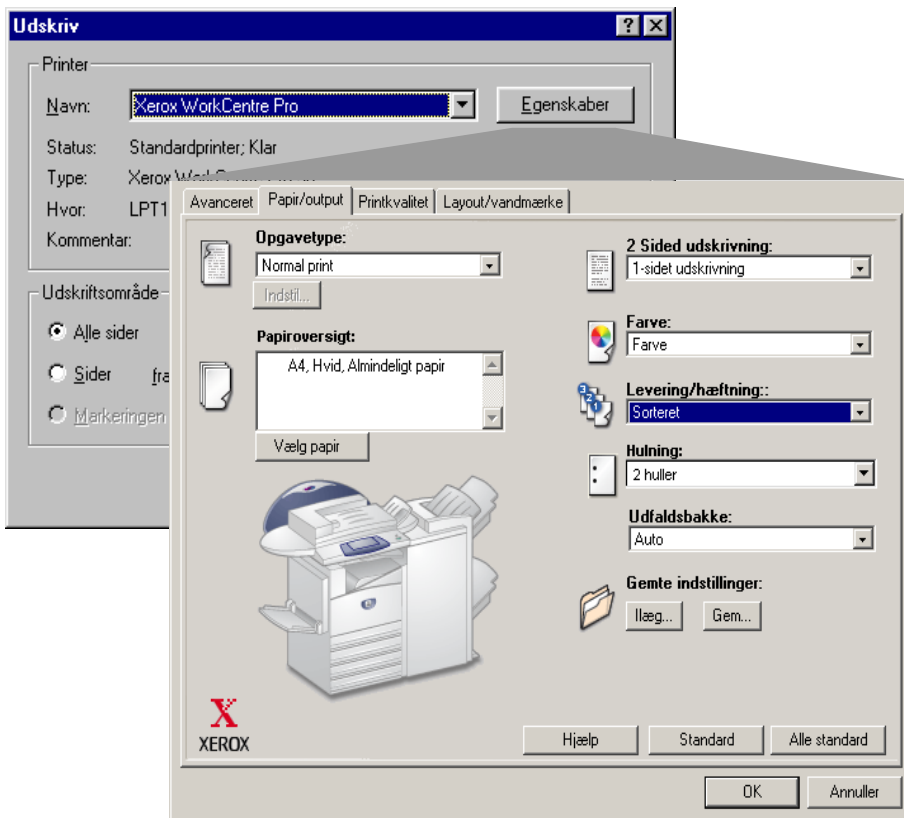 Udskriv
Printer
Navn:
Xerox WorkCentre Pro
Egenskaber
Status:
Standardprinter; Klar
Type:
Xerox
Hvor:
LPT1
Kommentar:
Udskriftsområde
Alle sider
Sider
fra
Markeringen
Avanceret
Papir/output
Printkvalitet
Layout/vandmærke
Opgavetype:
Normal print
Indstil...
Papiroversigt:
A4, Hvid, Almindeligt papir
Vælg papir
2 Sided udskrivning:
1-sidet udskrivning
Farve:
Farve
Levering/hæftning::
Sorteret
Hulning:
2 huller
Udfaldsbakke:
Auto
Gemte indstillinger:
Ilæg...
Gem...
X
XEROX
Hjælp
Standard
Alle standard
OK
Annuller